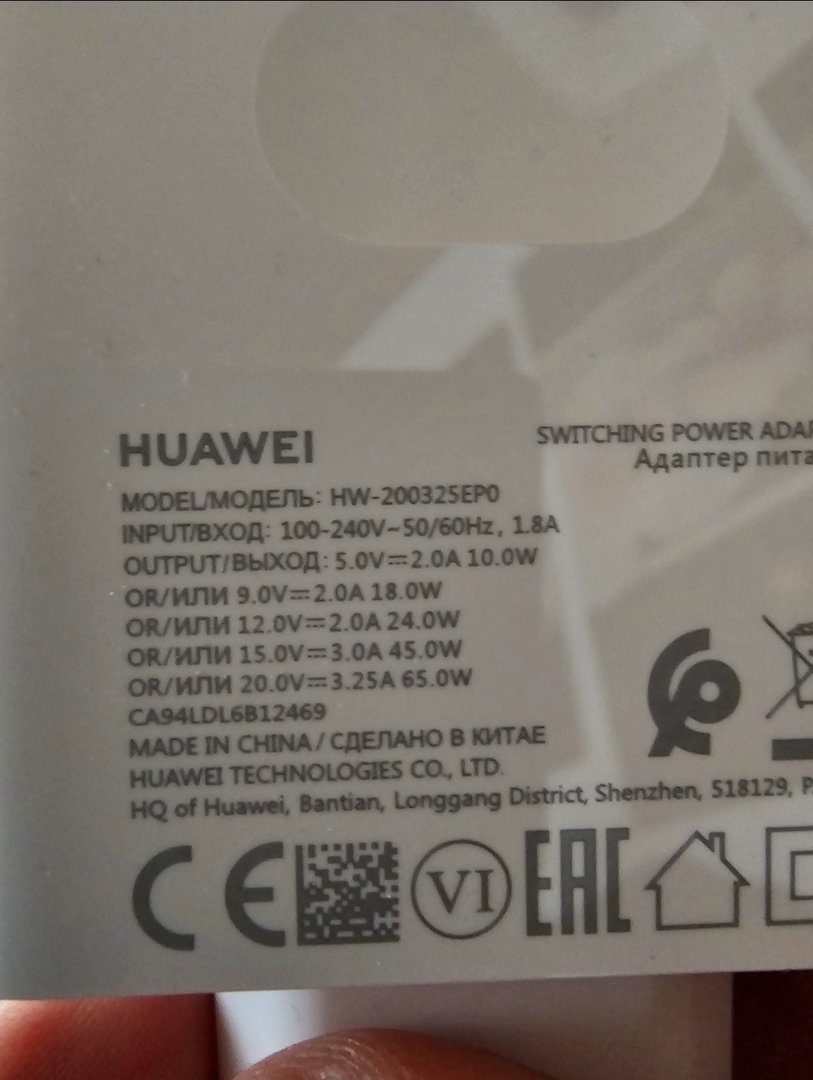 HUAWEI
SWITCHING POWER
Адаптер
MODEL/МОДЕЛЬ: HW-200325EP0
INPUT/ВХОД: 100-240V~50/60Hz, 1.8A
OUTPUT/ВЫХОД: 5.0V⎓2.0A 10.0W
OR/ИЛИ 9.0V⎓2.0A 18.0W
OR/ИЛИ 12.0V⎓2.0A 24.0W
OR/ИЛИ 15.0V⎓3.0A 45.0W
OR/ИЛИ 20.0V⎓3.25A 65.0W
CA94LDL6B12469
MADE IN CHINA / СДЕЛАНО В КИТАЕ
HUAWEI TECHNOLOGIES CO., LTD.
HQ of Huawei, Bantian, Longgang District, Shenzhen, 518129,
CE VI EAC